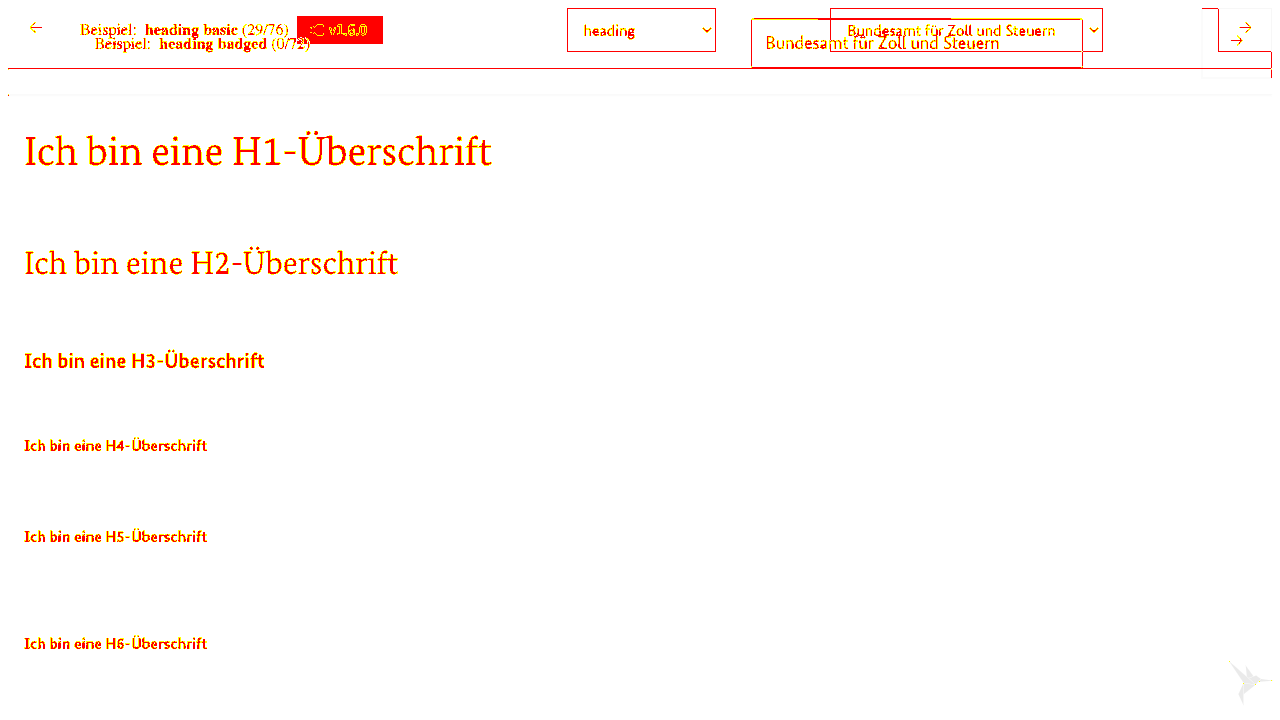 Beispiel: heading basic (29/76) v1.6.0 heading Bundesamt für Zoll und Steuern
Beispiel: heading badged (0/72) Bundesamt für Zoll und Steuern
Ich bin eine H1-Überschrift
Ich bin eine H2-Überschrift
Ich bin eine H3-Überschrift
Ich bin eine H4-Überschrift
Ich bin eine H5-Überschrift
Ich bin eine H6-Überschrift